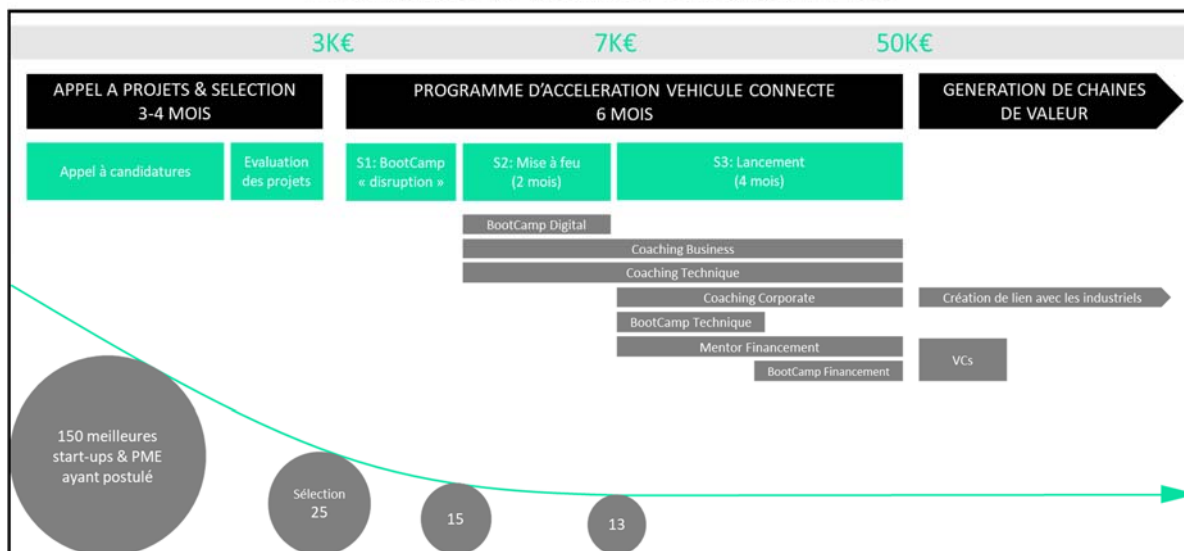 3K€
7K€
50K€
APPEL A PROJETS & SELECTION
3-4 MOIS
PROGRAMME D'ACCELERATION VEHICULE CONNECTE
6 MOIS
GENERATION DE CHAINES
DE VALEUR
Appel à candidatures
Evaluation
des projets
S1: BootCamp
« disruption »
S2: Mise à feu
(2 mois)
S3: Lancement
(4 mois)
BootCamp Digital
Coaching Business
Coaching Technique
Coaching Corporate
Création de lien avec les industriels
BootCamp Technique
Mentor Financement
BootCamp Financement
VCs
150 meilleures
start-ups & PME
ayant postulé
Sélection
25
15
13